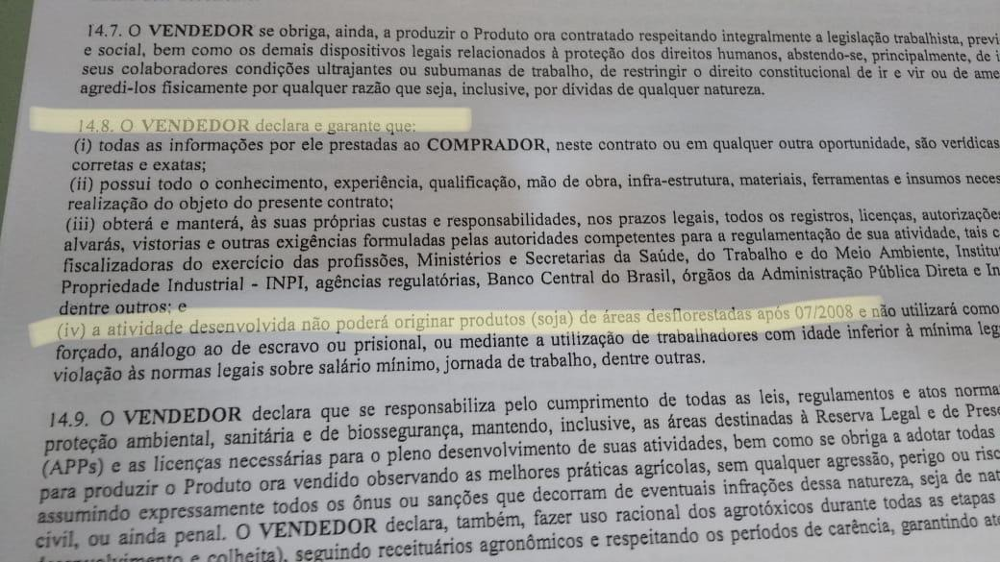 14.7. O VENDEDOR se obriga, ainda, a produzir o Produto ora contratado respeitando integralmente a legislação trabalhista, previ
e social, bem como os demais dispositivos legais relacionados à proteção dos direitos humanos, abstendo-se, principalmente, de i
seus colaboradores condições ultrajantes ou subumanas de trabalho, de restringir o direito constitucional de ir e vir ou de ame
agredi-los fisicamente por qualquer razão que seja, inclusive, por dívidas de qualquer natureza.
14.8. O VENDEDOR declara e garante que:
(i) todas as informações por ele prestadas ao COMPRADOR, neste contrato ou em qualquer outra oportunidade, são verídicas
corretas e exatas;
(ii) possui todo o conhecimento, experiência, qualificação, mão de obra, infra-estrutura, materiais, ferramentas e insumos neces
realização do objeto do presente contrato;
(iii) obterá e manterá, às suas próprias custas e responsabilidades, nos prazos legais, todos os registros, licenças, autorizaçõe
alvarás, vistorias e outras exigências formuladas pelas autoridades competentes para a regulamentação de sua atividade, tais c
fiscalizadoras do exercício das profissões, Ministérios e Secretarias da Saúde, do Trabalho e do Meio Ambiente, Institu
Propriedade Industrial - INPI, agências regulatórias, Banco Central do Brasil, órgãos da Administração Pública Direta e In
dentre outros; e
(iv) a atividade desenvolvida não poderá originar produtos (soja) de áreas desflorestadas após 07/2008 e não utilizará como
forçado, análogo ao de escravo ou prisional, ou mediante a utilização de trabalhadores com idade inferior à mínima leg
violação às normas legais sobre salário mínimo, jornada de trabalho, dentre outras.
14.9. O VENDEDOR declara que se responsabiliza pelo cumprimento de todas as leis, regulamentos e atos norma
proteção ambiental, sanitária e de biossegurança, mantendo, inclusive, as áreas destinadas à Reserva Legal e de Prese
(APPs) e as licenças necessárias para o pleno desenvolvimento de suas atividades, bem como se obriga a adotar todas
para produzir o Produto ora vendido observando as melhores práticas agrícolas, sem qualquer agressão, perigo ou risc
assumindo expressamente todos os ônus ou sanções que decorram de eventuais infrações dessa natureza, seja de nat
civil, ou ainda penal. O VENDEDOR declara, também, fazer uso racional dos agrotóxicos durante todas as etapas
e colheita), seguindo receituários agronômicos e respeitando os períodos de carência, garantindo até